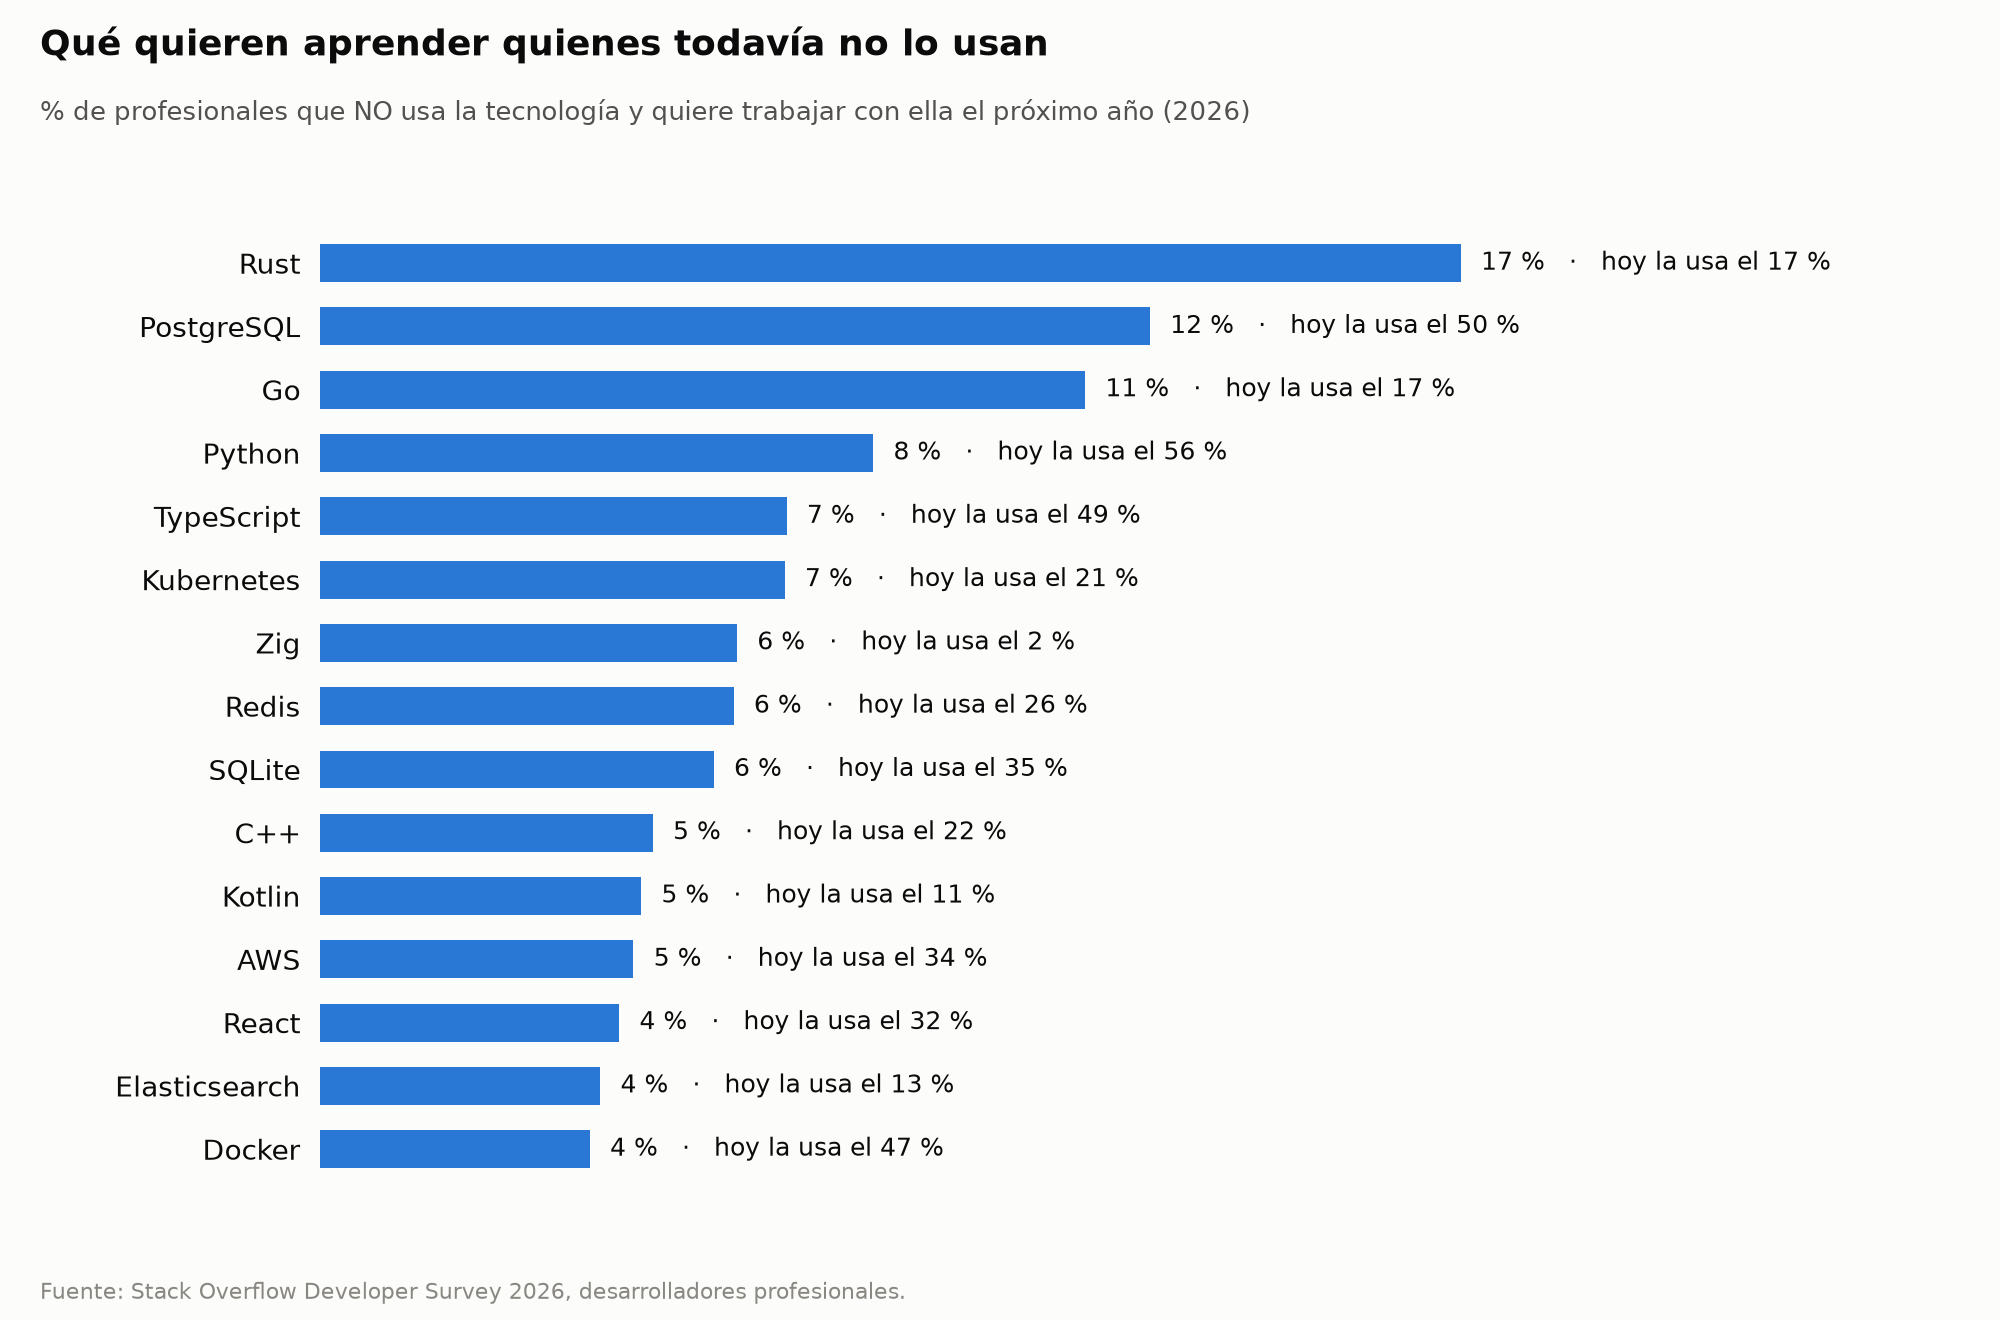 Qué quieren aprender quienes todavía no lo usan
% de profesionales que NO usa la tecnología y quiere trabajar con ella el próximo año (2026)
Rust 17 % · hoy la usa el 17 %
PostgreSQL 12 % · hoy la usa el 50 %
Go 11 % · hoy la usa el 17 %
Python 8 % · hoy la usa el 56 %
TypeScript 7 % · hoy la usa el 49 %
Kubernetes 7 % · hoy la usa el 21 %
Zig 6 % · hoy la usa el 2 %
Redis 6 % · hoy la usa el 26 %
SQLite 6 % · hoy la usa el 35 %
C++ 5 % · hoy la usa el 22 %
Kotlin 5 % · hoy la usa el 11 %
AWS 5 % · hoy la usa el 34 %
React 4 % · hoy la usa el 32 %
Elasticsearch 4 % · hoy la usa el 13 %
Docker 4 % · hoy la usa el 47 %
Fuente: Stack Overflow Developer Survey 2026, desarrolladores profesionales.